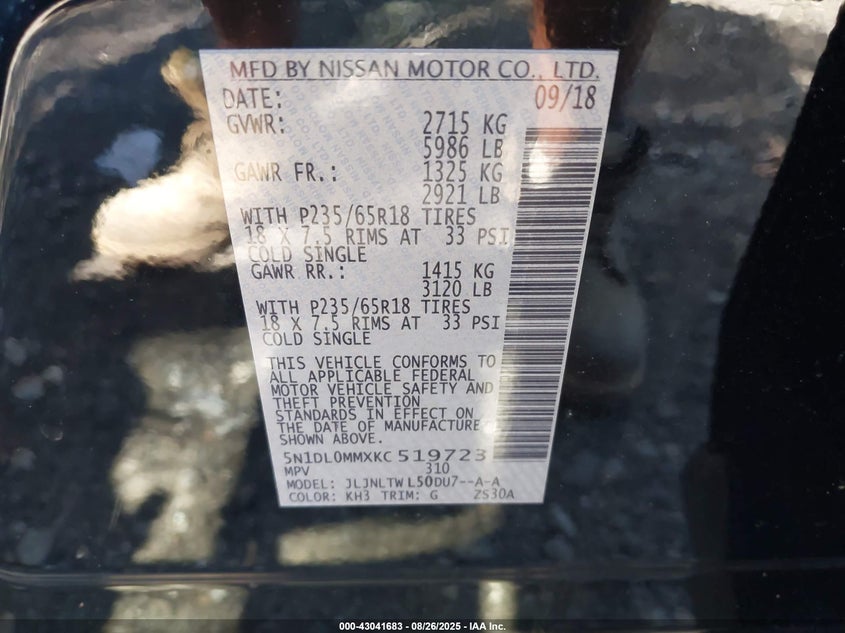 MFD BY NISSAN MOTOR CO., LTD.
DATE: 09/18
GVWR: 2715 KG
5986 LB
GAWR FR.: 1325 KG
2921 LB
WITH P235/65R18 TIRES
18 X 7.5 RIMS AT 33 PSI
COLD SINGLE
GAWR RR.: 1415 KG
3120 LB
WITH P235/65R18 TIRES
18 X 7.5 RIMS AT 33 PSI
COLD SINGLE
THIS VEHICLE CONFORMS TO
ALL APPLICABLE FEDERAL
MOTOR VEHICLE SAFETY AND
THEFT PREVENTION
STANDARDS IN EFFECT ON
THE DATE OF MANUFACTURE
SHOWN ABOVE.
5N1DL0MMXKC 519723
MPV 310
MODEL: JLJNLTW L50DU7--A-A
COLOR: KH3 TRIM: G ZS30A
000-43041683 - 08/26/2025 - IAA Inc.